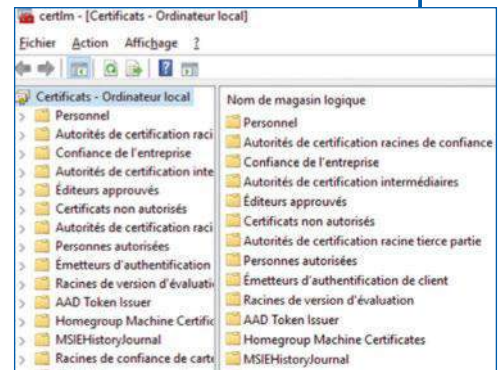 certlm - [Certificats - Ordinateur local]
Fichier Action Affichage ?
Certificats - Ordinateur local
Personnel
Autorités de certification raci
Confiance de l'entreprise
Autorités de certification inte
Éditeurs approuvés
Certificats non autorisés
Autorités de certification raci
Personnes autorisées
Émetteurs d'authentification
Racines de version d'évaluati
AAD Token Issuer
Homegroup Machine Certific
MSIEHistoryJournal
Racines de confiance de carte
Nom de magasin logique
Personnel
Autorités de certification racines de confiance
Confiance de l'entreprise
Autorités de certification intermédiaires
Éditeurs approuvés
Certificats non autorisés
Autorités de certification racine tierce partie
Personnes autorisées
Émetteurs d'authentification de client
Racines de version d'évaluation
AAD Token Issuer
Homegroup Machine Certificates
MSIEHistoryJournal